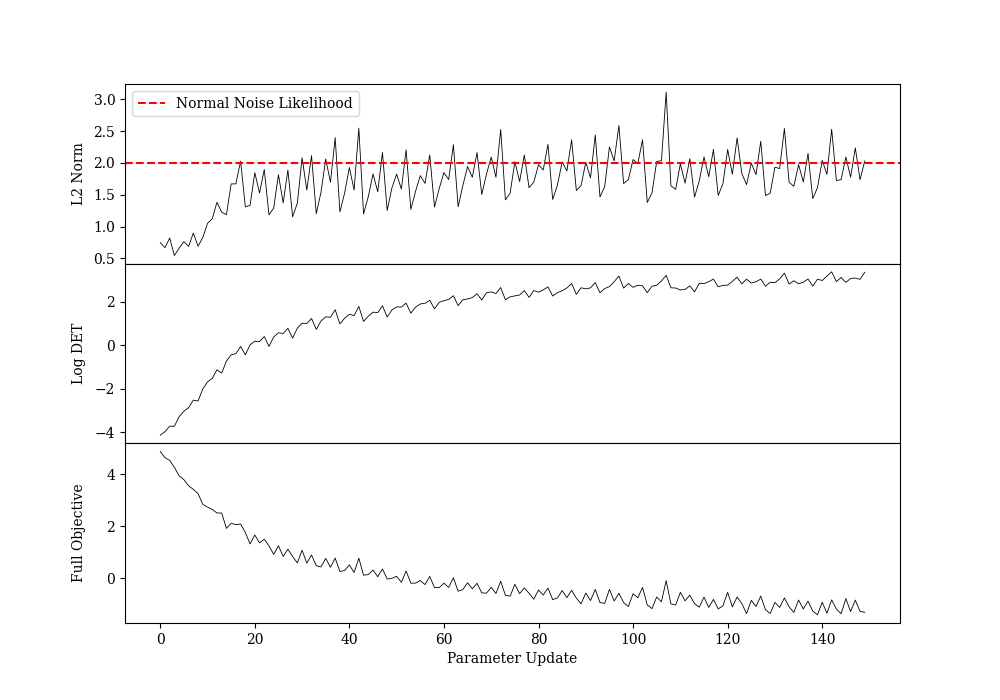 Normal Noise Likelihood
L2 Norm
3.0
2.5
2.0
1.5
1.0
0.5
Log DET
2
0
−2
−4
Full Objective
4
2
0
0 20 40 60 80 100 120 140
Parameter Update